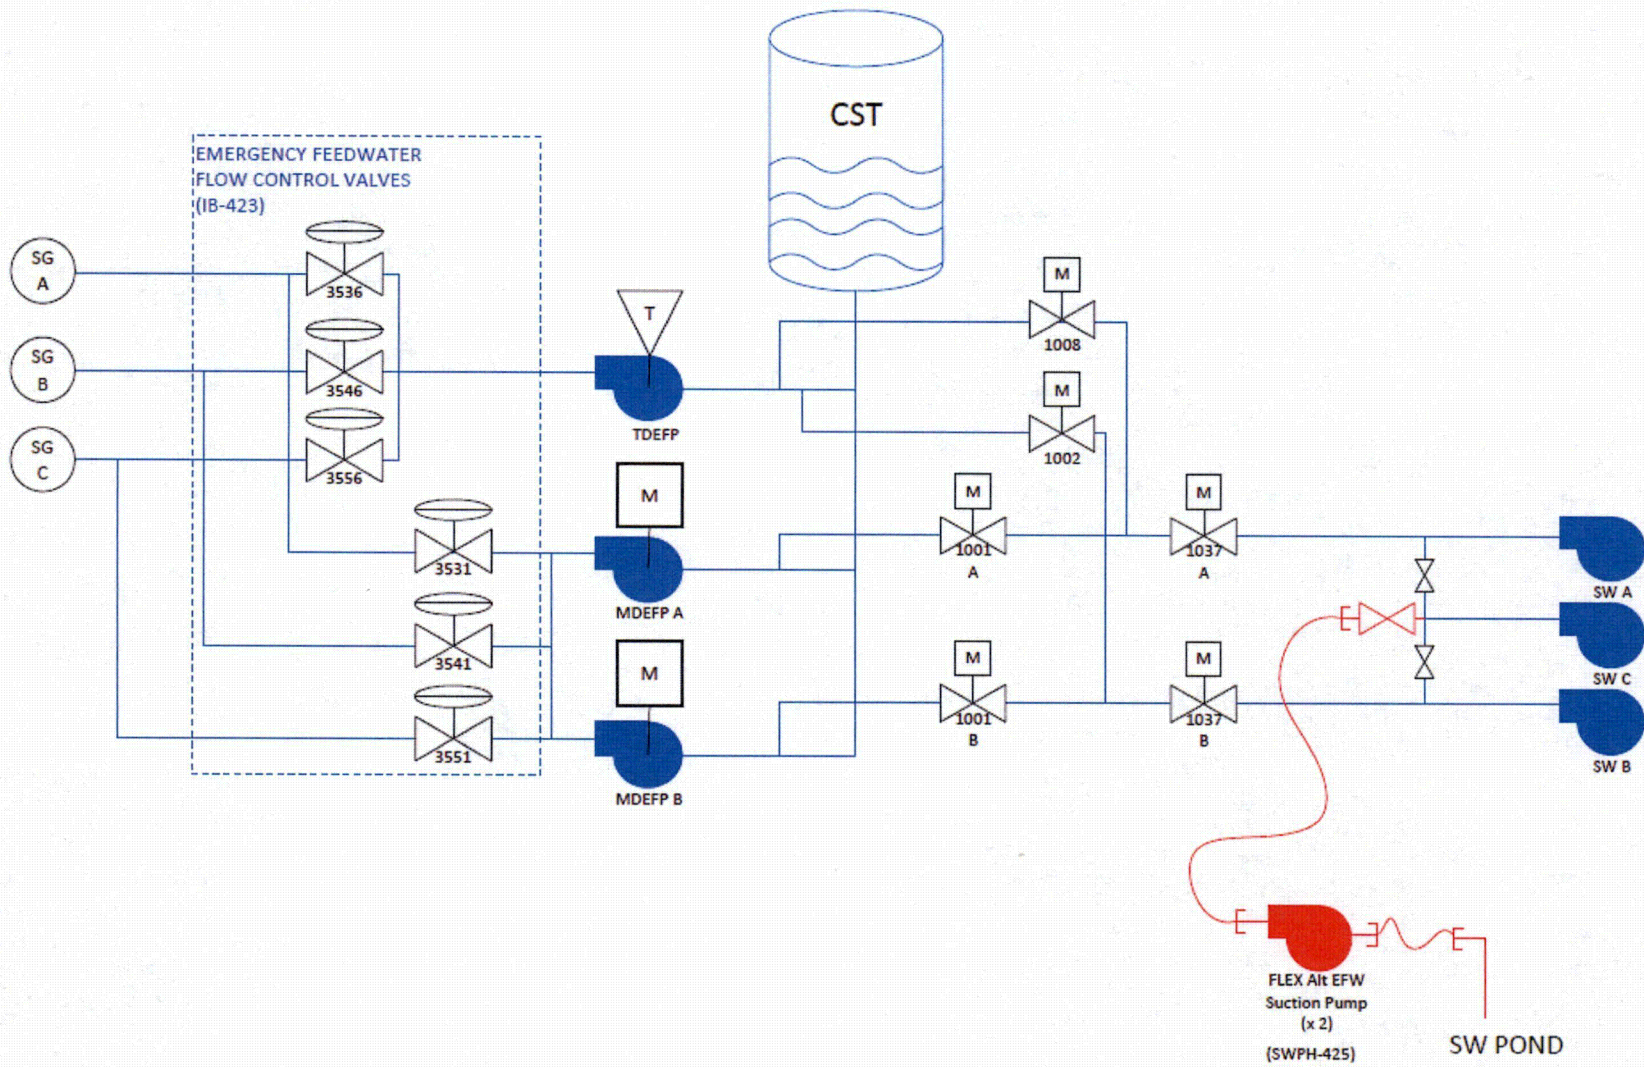 CST
EMERGENCY FEEDWATER
FLOW CONTROL VALVES
(IB-423)
SG
A
3536
M
1008
T
SG
B
3546
TDEFP
M
1002
SG
C
3556
M
M
1001
A
M
1037
A
3531
MDEFP A
SW A
3541
M
M
1001
B
M
1037
B
SW C
3551
MDEFP B
SW B
FLEX Alt EFW
Suction Pump
(x 2)
(SWPH-425)
SW POND